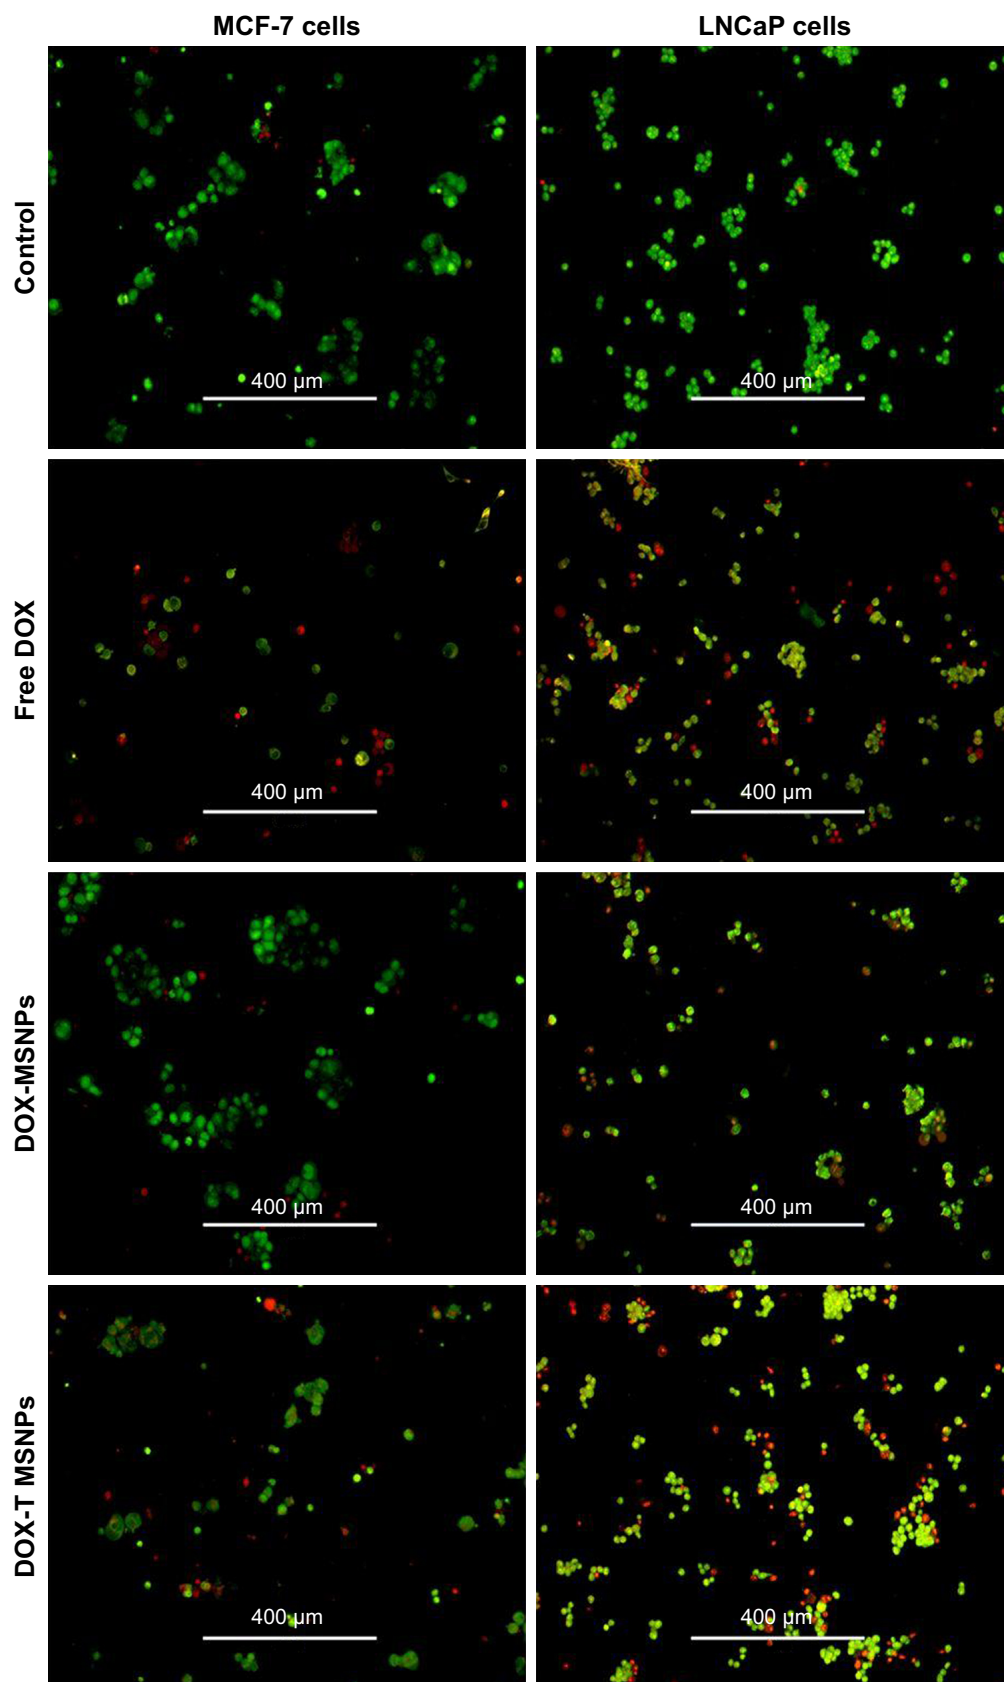 MCF-7 cells
LNCaP cells
Control
400 µm
400 µm
Free DOX
400 µm
400 µm
DOX-MSNPs
400 µm
400 µm
DOX-T MSNPs
400 µm
400 µm